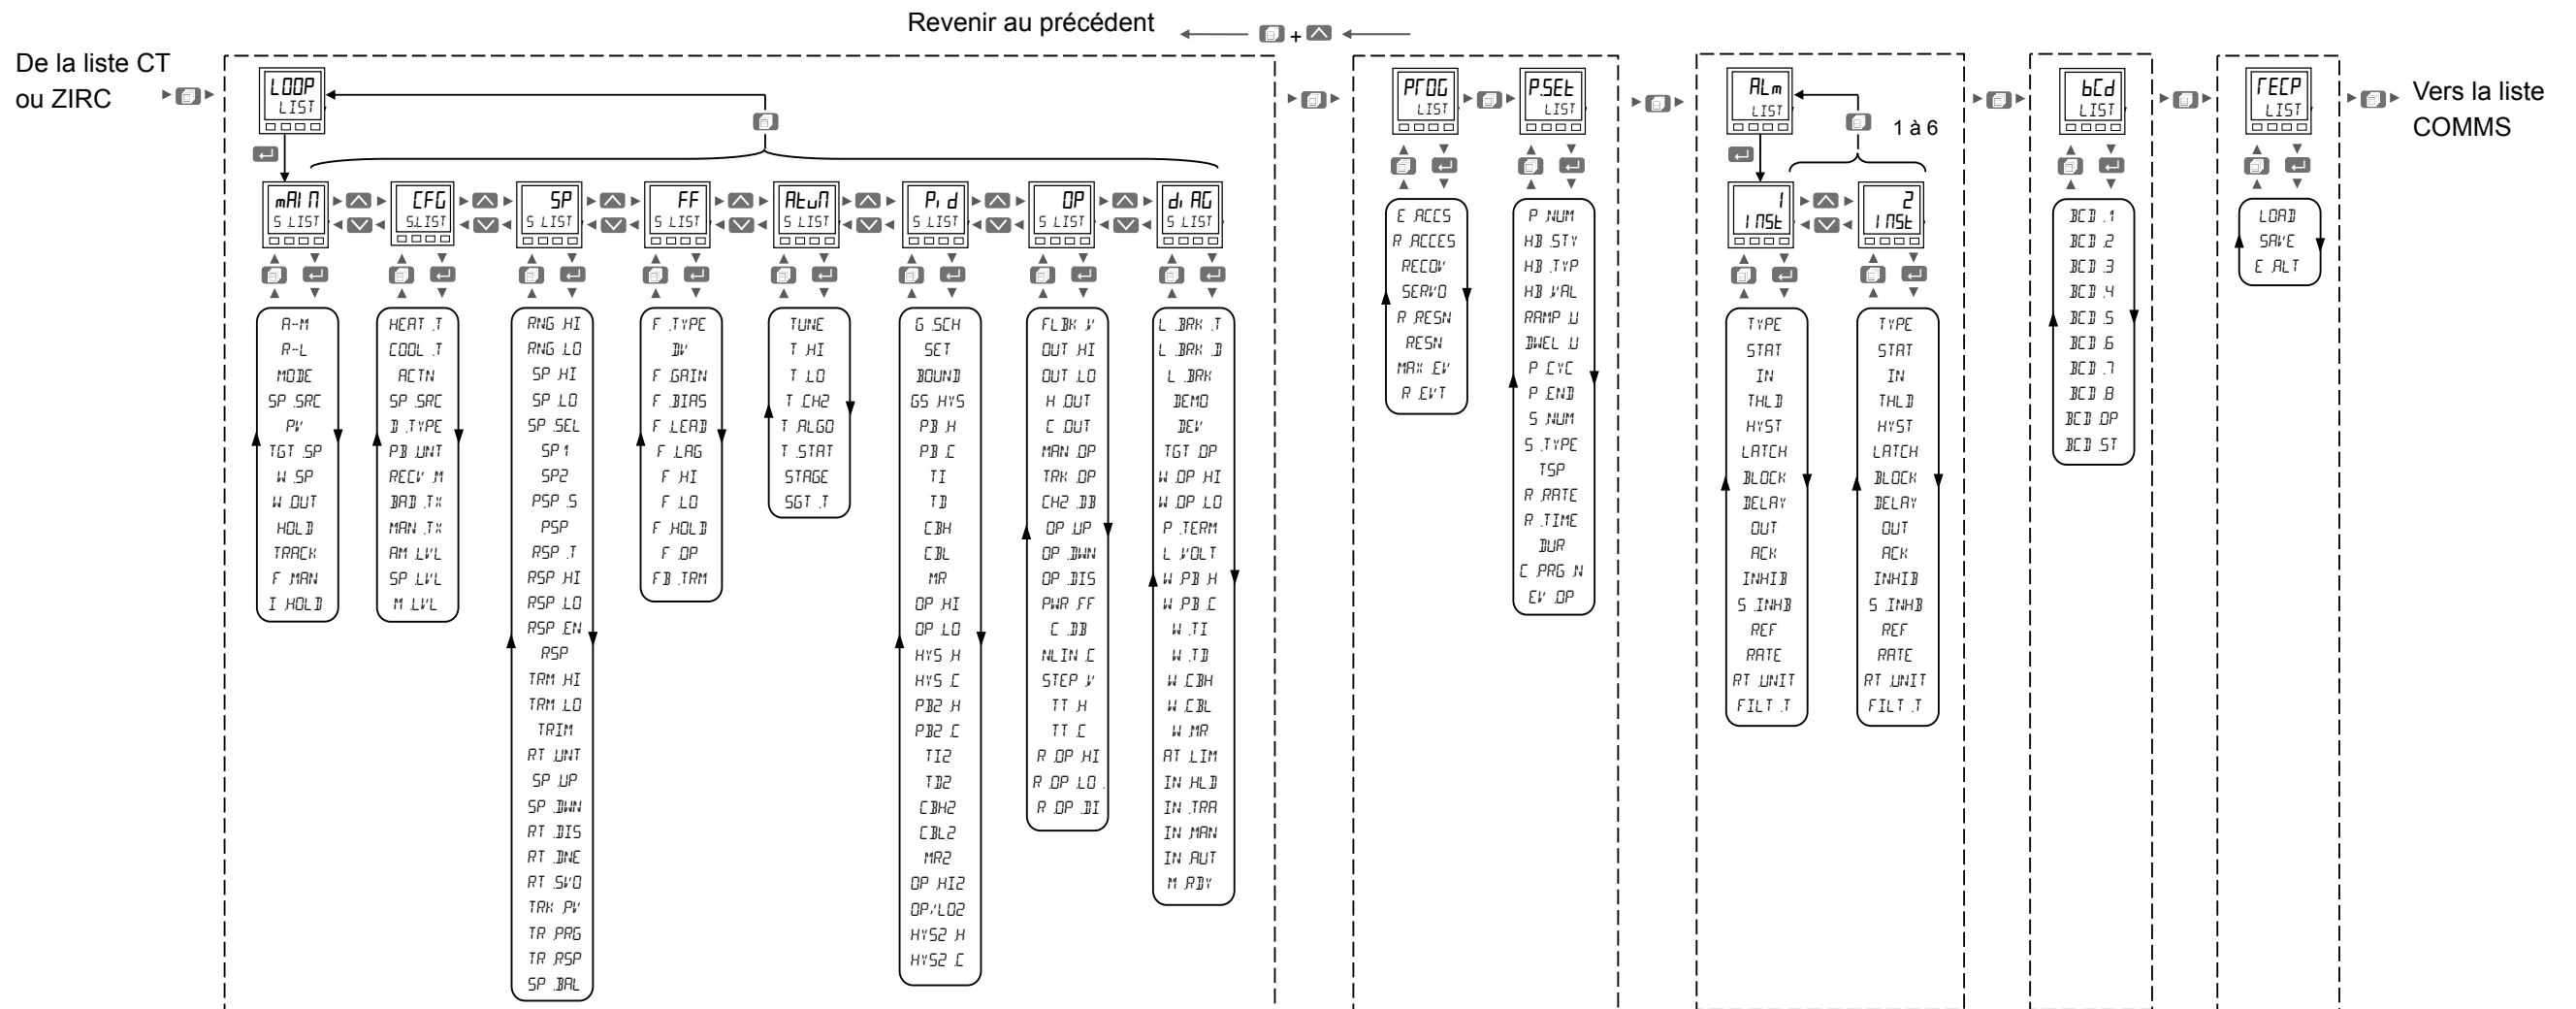 Revenir au précédent
+
De la liste CT
ou ZIRC
LOOP
LIST
mAIN
S.LIST
A-M
R-L
MODE
SP.SRC
PV
TGT.SP
W.SP
W.OUT
HOLD
TRACK
F.MAN
I.HOLD
CFG
S.LIST
HEAT.T
COOL.T
ACTN
SP.SRC
D.TYPE
PB.UNT
RECV.M
BAD.TX
MAN.TX
AM.LVL
SP.LVL
M.LVL
SP
S.LIST
RNG.HI
RNG.LO
SP.HI
SP.LO
SP.SEL
SP1
SP2
PSP.S
PSP
RSP.T
RSP.HI
RSP.LO
RSP.EN
RSP
TRM.HI
TRM.LO
TRIM
RT.UNT
SP.UP
SP.DWN
RT.DIS
RT.DNE
RT.SVO
TRK.PV
TR.PRG
TR.RSP
SP.BAL
FF
S.LIST
F.TYPE
DV
F.GAIN
F.BIAS
F.LEAD
F.LAG
F.HI
F.LO
F.HOLD
F.OP
FB.TRM
AtuN
S.LIST
TUNE
T.HI
T.LO
T.CH2
T.ALGO
T.STAT
STAGE
SGT.T
Pid
S.LIST
G.SCH
SET
BOUND
GS.HYS
PB.H
PB.C
TI
TD
CBH
CBL
MR
OP.HI
OP.LO
HYS.H
HYS.C
PB2.H
PB2.C
TI2
TD2
CBH2
CBL2
MR2
OP.HI2
OP/LO2
HYS2.H
HYS2.C
OP
S.LIST
FLBK.V
OUT.HI
OUT.LO
H.OUT
C.OUT
MAN.OP
TRK.OP
CH2.DB
OP.UP
OP.DWN
OP.DIS
PWR.FF
C.DB
NLIN.C
STEP.V
TT.H
TT.C
R.OP.HI
R.OP.LO.
R.OP.DI
diAG
S.LIST
L.BRK.T
L.BRK.D
L.BRK
DEMO
DEV
TGT.OP
W.OP.HI
W.OP.LO
P.TERM
L.VOLT
W.PB.H
W.PB.C
W.TI
W.TD
W.CBH
W.CBL
W.MR
AT.LIM
IN.HLD
IN.TRA
IN.MAN
IN.AUT
M.RDY
PrOG
LIST
E.ACCS
R.ACCES
RECOV
SERVO
R.RESN
RESN
MAX.EV
R.EVT
P.SEt
LIST
P.NUM
HB.STY
HB.TYP
HB.VAL
RAMP.U
DWEL.U
P.CYC
P.END
S.NUM
S.TYPE
TSP
R.RATE
R.TIME
DUR
C.PRG.N
EV.OP
ALm
LIST
1 à 6
1
INSt
TYPE
STAT
IN
THLD
HYST
LATCH
BLOCK
DELAY
OUT
ACK
INHIB
S.INHB
REF
RATE
RT.UNIT
FILT.T
2
INSt
TYPE
STAT
IN
THLD
HYST
LATCH
BLOCK
DELAY
OUT
ACK
INHIB
S.INHB
REF
RATE
RT.UNIT
FILT.T
bCd
LIST
BCD.1
BCD.2
BCD.3
BCD.4
BCD.5
BCD.6
BCD.7
BCD.8
BCD.OP
BCD.ST
rECP
LIST
LOAD
SAVE
E.ALT
Vers la liste
COMMS